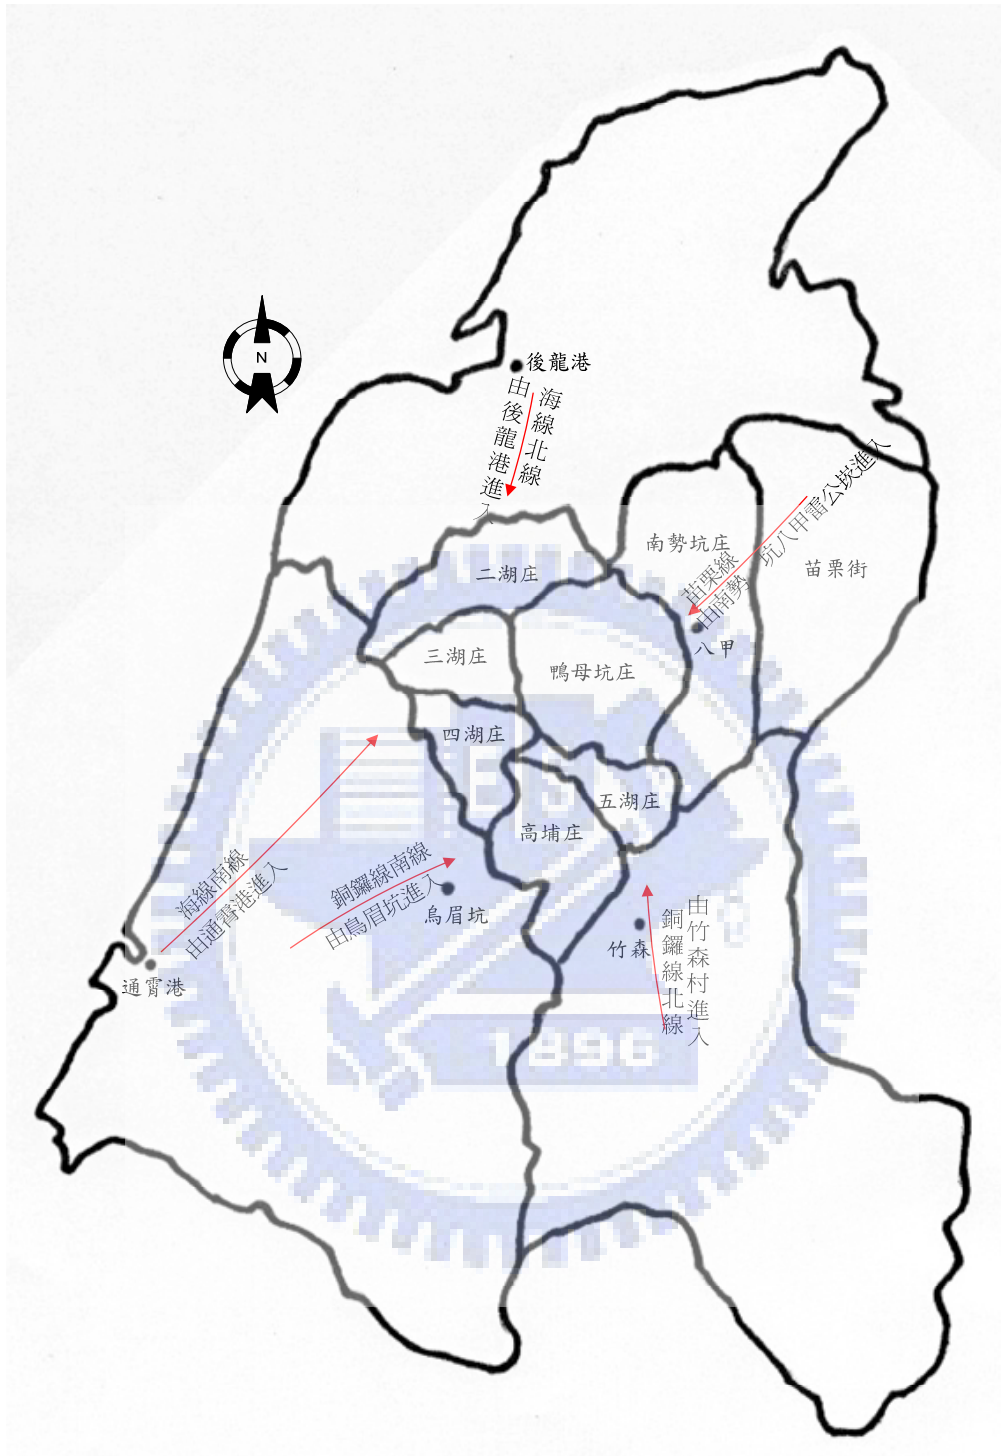 N
後龍港
海線北線
由後龍港進入
南勢坑庄
苗栗線
由南勢坑八甲雷公崁進入
苗栗街
二湖庄
八甲
三湖庄
鴨母坑庄
四湖庄
五湖庄
高埔庄
海線南線
由通霄港進入
銅鑼線南線
由烏眉坑進入
烏眉坑
竹森
由竹森村進入
銅鑼線北線
通霄港
ES
1896